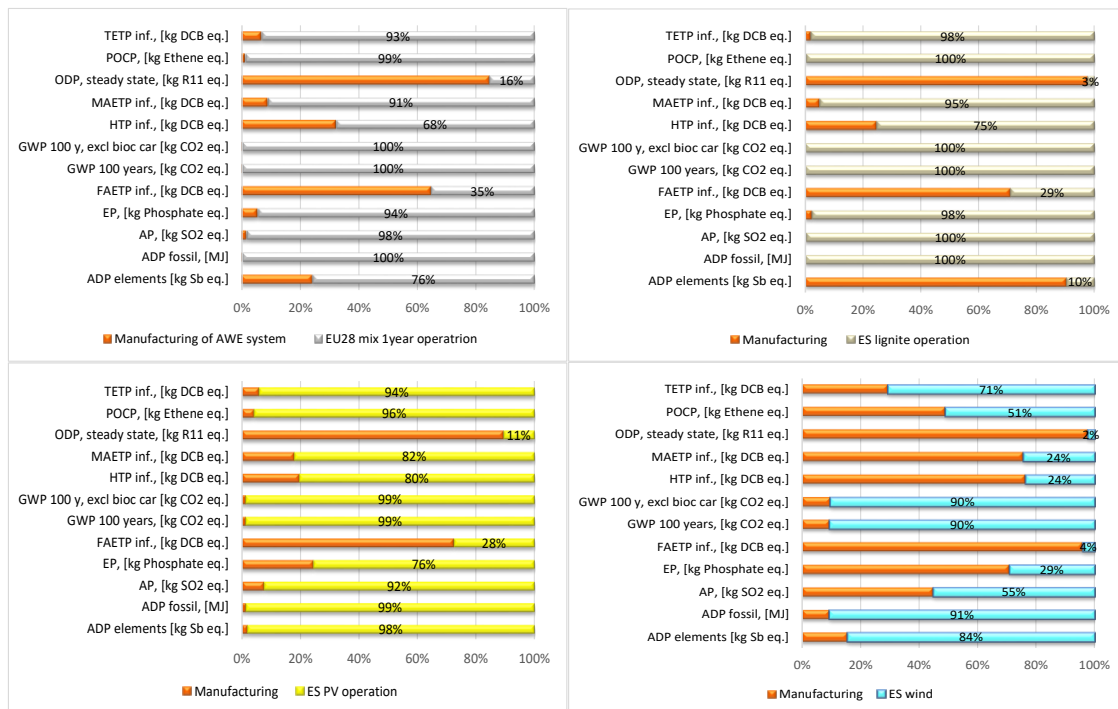 TETP inf., [kg DCB eq.] 93%
POCP, [kg Ethene eq.] 99%
ODP, steady state, [kg R11 eq.] 16%
MAETP inf., [kg DCB eq.] 91%
HTP inf., [kg DCB eq.] 68%
GWP 100 y, excl bioc car [kg CO2 eq.] 100%
GWP 100 years, [kg CO2 eq.] 100%
FAETP inf., [kg DCB eq.] 35%
EP, [kg Phosphate eq.] 94%
AP, [kg SO2 eq.] 98%
ADP fossil, [MJ] 100%
ADP elements [kg Sb eq.] 76%
0% 20% 40% 60% 80% 100%
Manufacturing of AWE system EU28 mix 1year operatrion
TETP inf., [kg DCB eq.] 98%
POCP, [kg Ethene eq.] 100%
ODP, steady state, [kg R11 eq.] 3%
MAETP inf., [kg DCB eq.] 95%
HTP inf., [kg DCB eq.] 75%
GWP 100 y, excl bioc car [kg CO2 eq.] 100%
GWP 100 years, [kg CO2 eq.] 100%
FAETP inf., [kg DCB eq.] 29%
EP, [kg Phosphate eq.] 98%
AP, [kg SO2 eq.] 100%
ADP fossil, [MJ] 100%
ADP elements [kg Sb eq.] 10%
0% 20% 40% 60% 80% 100%
Manufacturing ES lignite operation
TETP inf., [kg DCB eq.] 94%
POCP, [kg Ethene eq.] 96%
ODP, steady state, [kg R11 eq.] 11%
MAETP inf., [kg DCB eq.] 82%
HTP inf., [kg DCB eq.] 80%
GWP 100 y, excl bioc car [kg CO2 eq.] 99%
GWP 100 years, [kg CO2 eq.] 99%
FAETP inf., [kg DCB eq.] 28%
EP, [kg Phosphate eq.] 76%
AP, [kg SO2 eq.] 92%
ADP fossil, [MJ] 99%
ADP elements [kg Sb eq.] 98%
0% 20% 40% 60% 80% 100%
Manufacturing ES PV operation
TETP inf., [kg DCB eq.] 71%
POCP, [kg Ethene eq.] 51%
ODP, steady state, [kg R11 eq.] 2%
MAETP inf., [kg DCB eq.] 24%
HTP inf., [kg DCB eq.] 24%
GWP 100 y, excl bioc car [kg CO2 eq.] 90%
GWP 100 years, [kg CO2 eq.] 90%
FAETP inf., [kg DCB eq.] 4%
EP, [kg Phosphate eq.] 29%
AP, [kg SO2 eq.] 55%
ADP fossil, [MJ] 91%
ADP elements [kg Sb eq.] 84%
0% 20% 40% 60% 80% 100%
Manufacturing ES wind